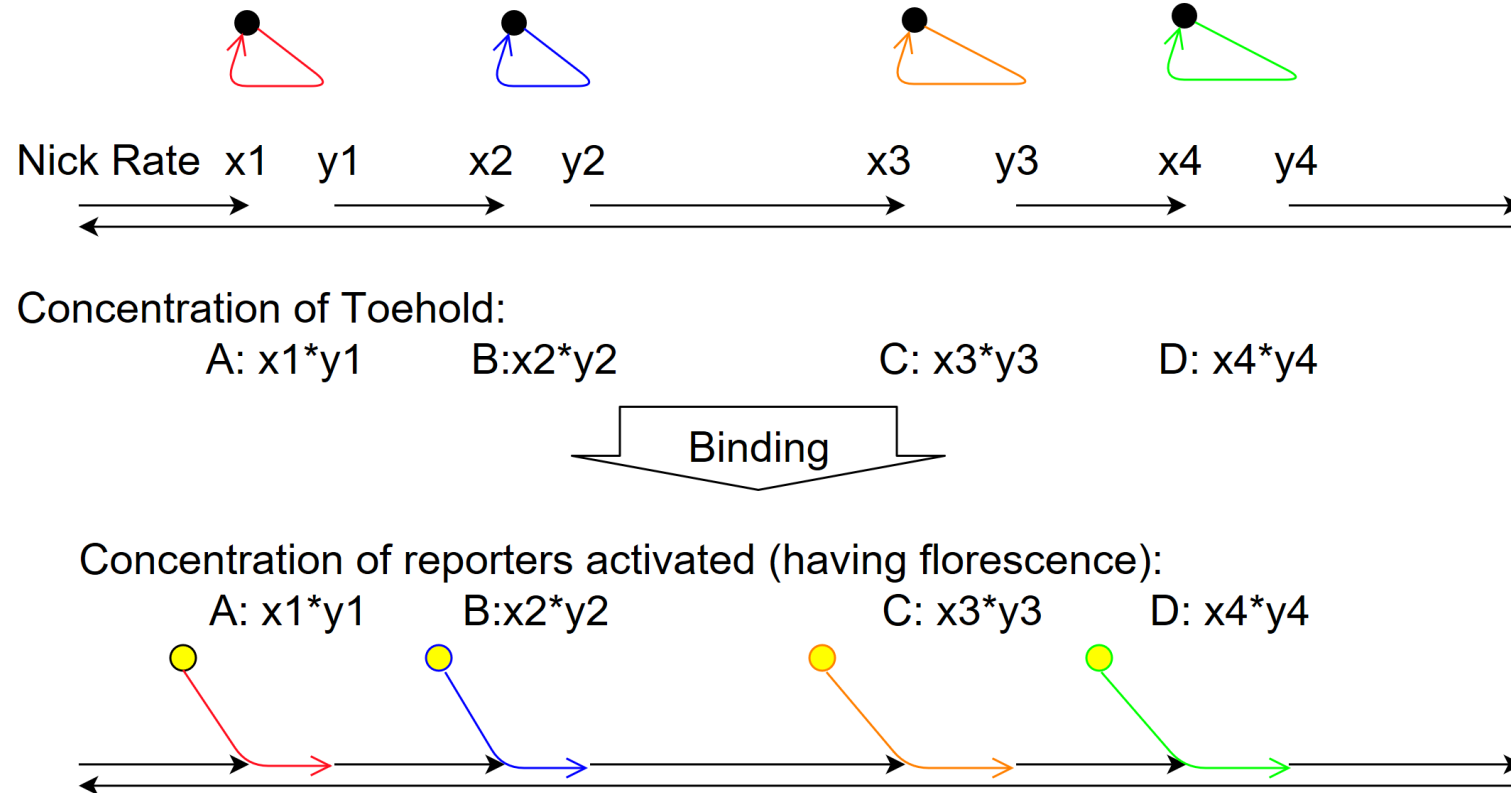 Nick Rate x1 y1 x2 y2 x3 y3 x4 y4
Concentration of Toehold:
A: x1*y1 B:x2*y2 C: x3*y3 D: x4*y4
Binding
Concentration of reporters activated (having florescence):
A: x1*y1 B:x2*y2 C: x3*y3 D: x4*y4